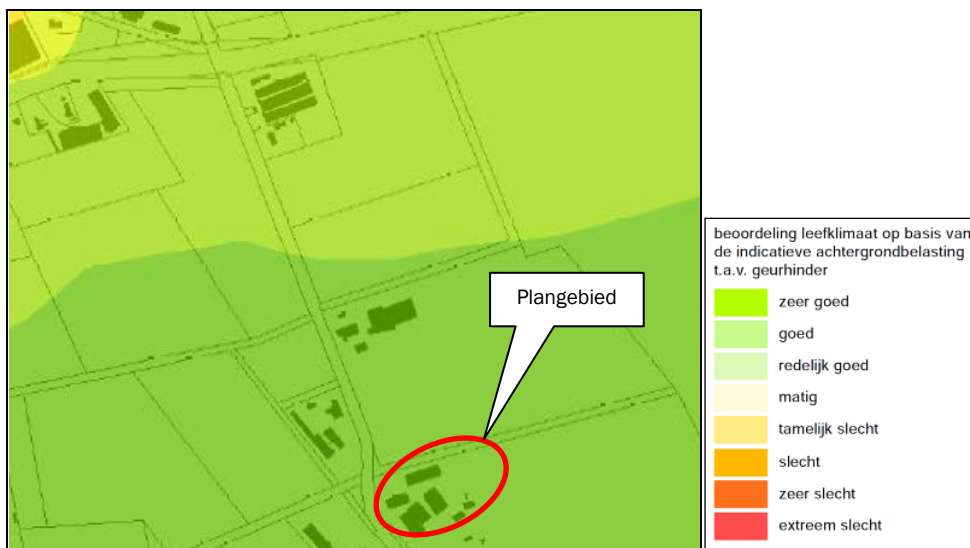 Plangebied
beoordeling leefklimaat op basis van
de indicatieve achtergrondbelasting
t.a.v. geurhinder
zeer goed
goed
redelijk goed
matig
tamelijk slecht
slecht
zeer slecht
extreem slecht